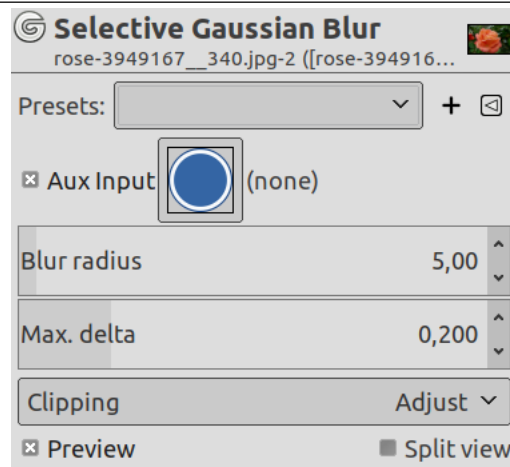 Selective Gaussian Blur
rose-3949167__340.jpg-2 ([rose-394916...
Presets:
Aux Input (none)
Blur radius 5,00
Max. delta 0,200
Clipping Adjust
Preview Split view